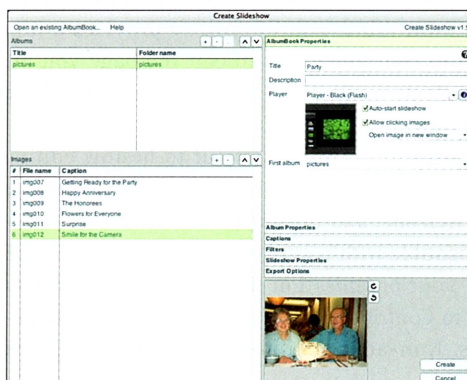 Create Slideshow
Open an existing AlbumBook... Help
Create Slideshow v1.
Albums
Title Folder name
pictures pictures
Images
# File name Caption
1 img007 Getting Ready for the Party
2 img008 Happy Anniversary
3 img009 The Honorees
4 img010 Flowers for Everyone
5 img011 Surprise
6 img012 Smile for the Camera
AlbumBook Properties
Title Party
Description
Player Player - Black (Flash)
Auto-start slideshow
Allow clicking images
Open image in new window
First album pictures
Album Properties
Captions
Filters
Slideshow Properties
Export Options
Create
Cancel